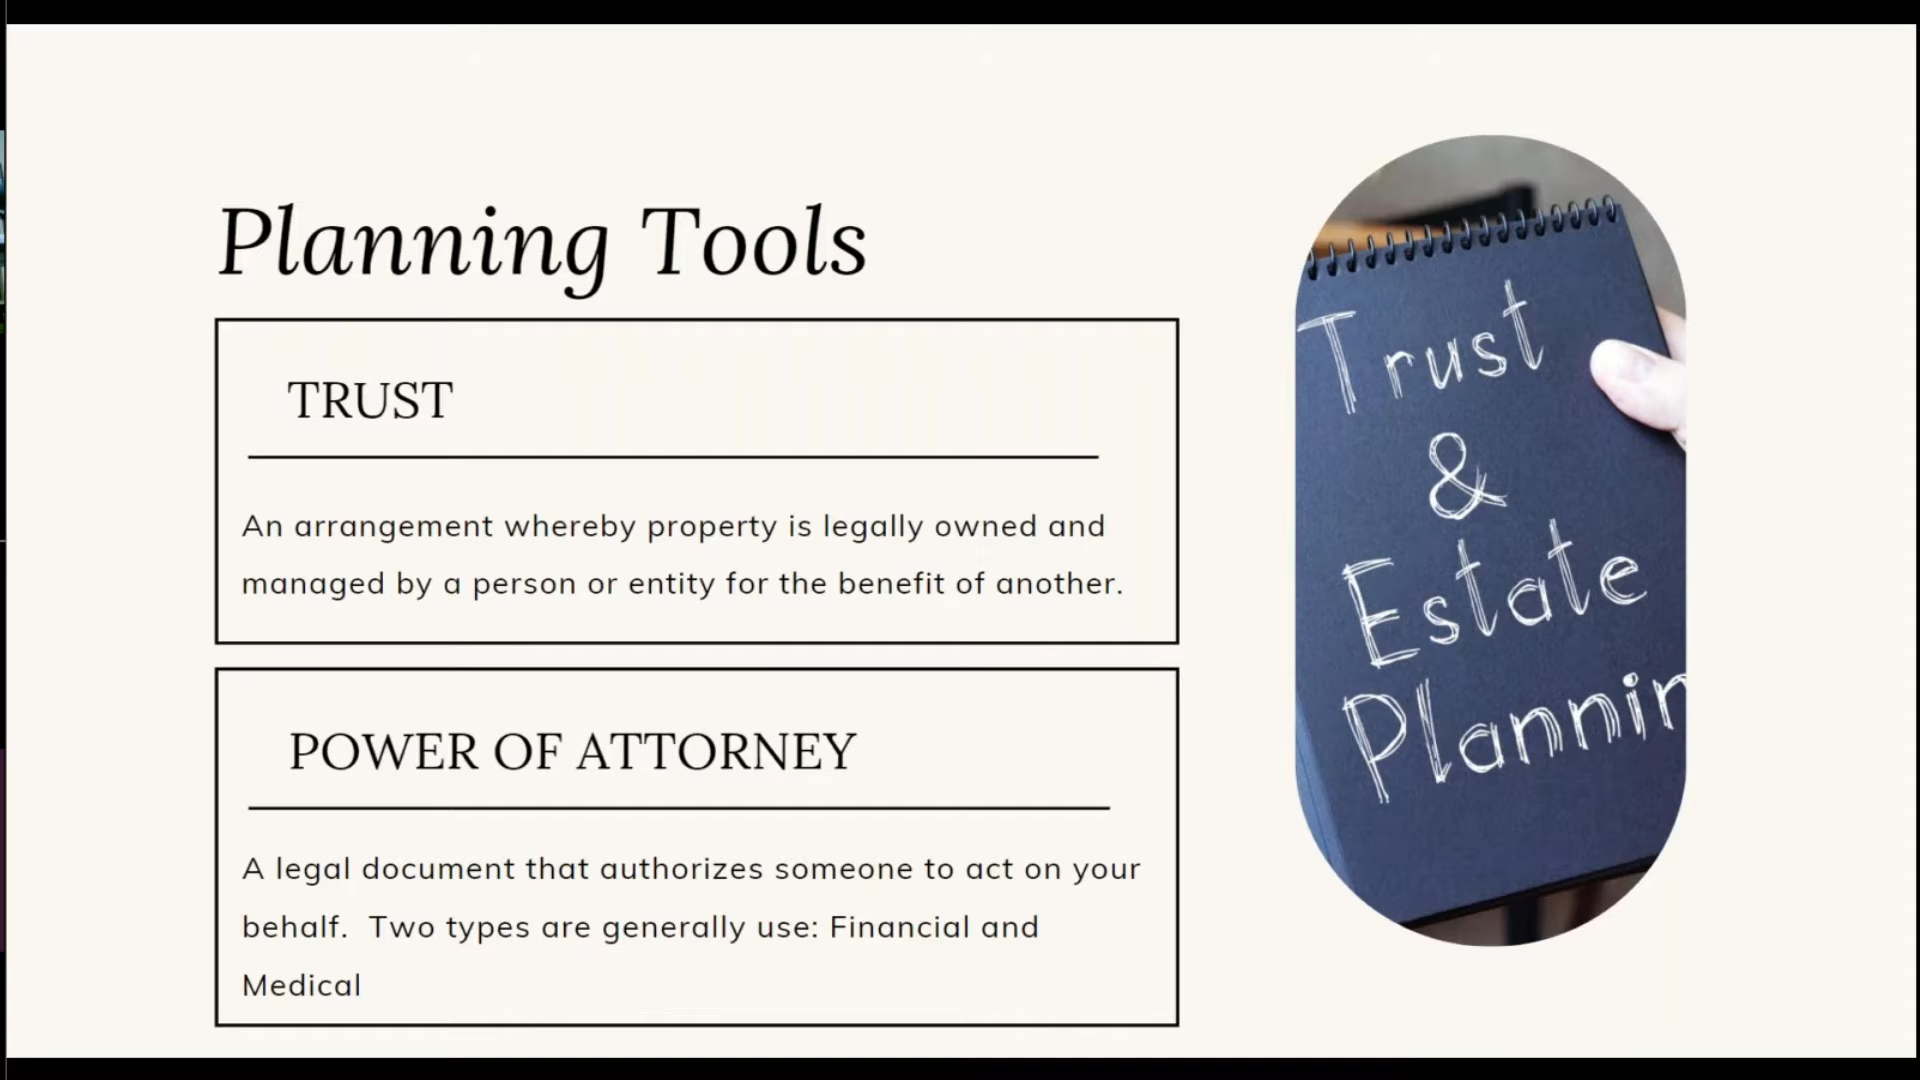 Planning Tools
TRUST
An arrangement whereby property is legally owned and
managed by a person or entity for the benefit of another.
POWER OF ATTORNEY
A legal document that authorizes someone to act on your
behalf.  Two types are generally use: Financial and
Medical
Trust
&
Estate
Plannin